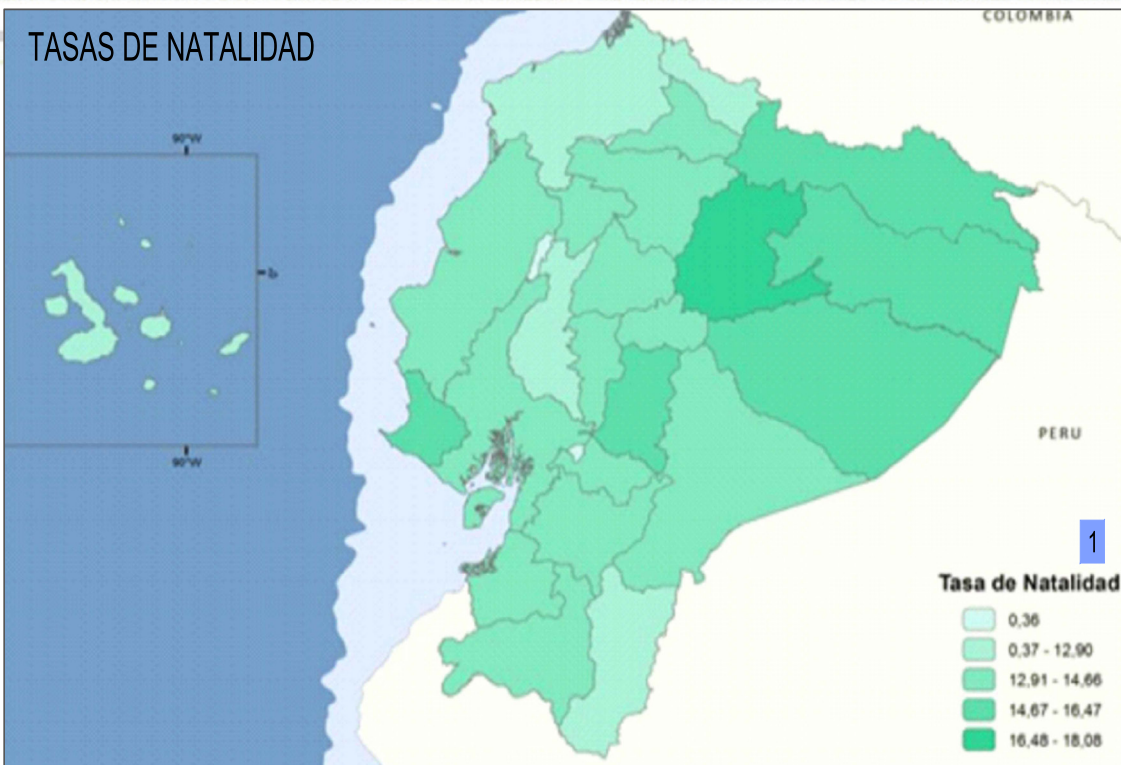 COLOMBIA
TASAS DE NATALIDAD
90°W
0°
90°W
PERU
1
Tasa de Natalidad
0,36
0,37 - 12,90
12,91 - 14,66
14,67 - 16,47
16,48 - 18,08